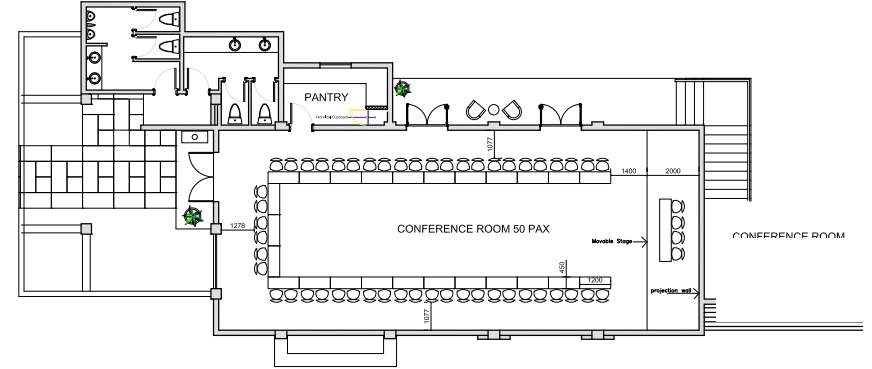 PANTRY
1077
1400
2000
1278
CONFERENCE ROOM 50 PAX
CONFERENCE ROOM
Movable Stage
450
1200
projection wall
1077